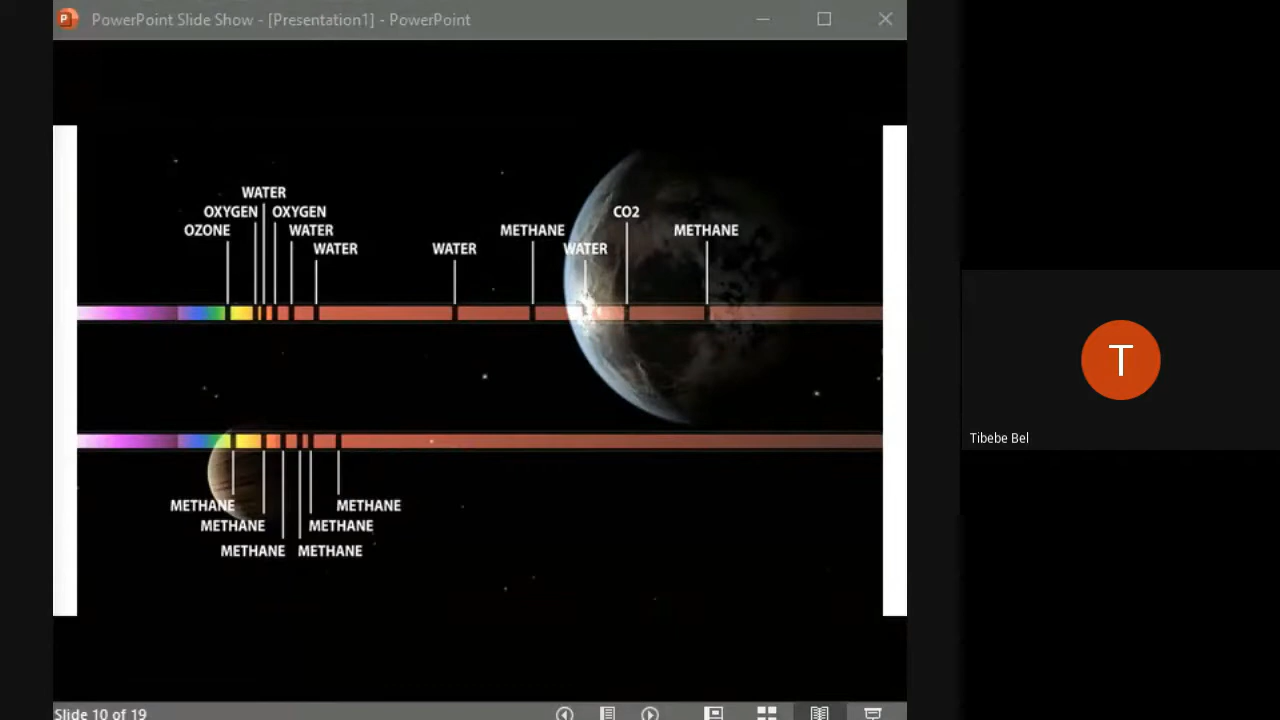 PowerPoint Slide Show - [Presentation1] - PowerPoint
WATER
OXYGEN OXYGEN
OZONE WATER
WATER
WATER
METHANE
WATER
CO2
METHANE
METHANE
METHANE
METHANE
METHANE
METHANE
METHANE
T
Tibebe Bel
Slide 10 of 19